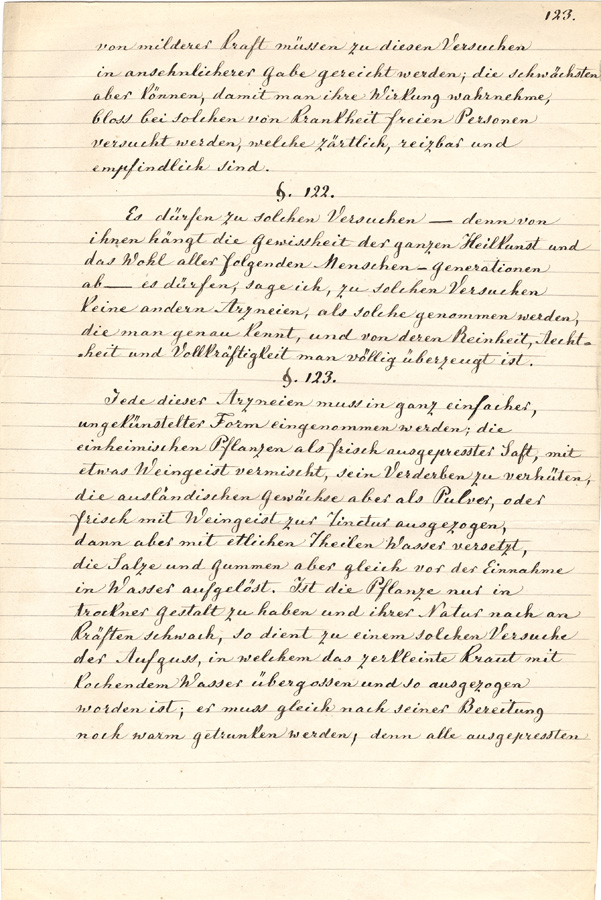 123.
von milderer Kraft müssen zu diesen Versuchen
in ansehnlicherer Gabe gereicht werden; die schwächsten
aber können, damit man ihre Wirkung wahrnehme,
bloss bei solchen von Krankheit freien Personen
versucht werden, welche zärtlich, reizbar und
empfindlich sind.
§. 122.
Es dürfen zu solchen Versuchen — denn von
ihnen hängt die Gewissheit der ganzen Heilkunst und
das Wohl aller folgenden Menschen-Generationen
ab — es dürfen, sage ich, zu solchen Versuchen
keine andern Arzneien, als solche genommen werden,
die man genau kennt, und von deren Reinheit, Aecht-
-heit und Vollkräftigkeit man völlig überzeugt ist.
§. 123.
Jede dieser Arzneien muss in ganz einfacher,
ungekünstelter Form eingenommen werden; die
einheimischen Pflanzen als frisch ausgepresster Saft, mit
etwas Weingeist vermischt, sein Verderben zu verhüten,
die ausländischen Gewächse aber als Pulver, oder
frisch mit Weingeist zur Tinctur ausgezogen,
dann aber mit etlichen Theilen Wasser versetzt,
die Salze und Gummen aber gleich vor der Einnahme
in Wasser aufgelöst. Ist die Pflanze nur in
trockner Gestalt zu haben und ihrer Natur nach an
Kräften schwach, so dient zu einem solchen Versuche
der Aufguss, in welchem das zerkleinte Kraut mit
kochendem Wasser übergossen und so ausgezogen
worden ist; er muss gleich nach seiner Bereitung
noch warm getrunken werden, denn alle ausgepressten